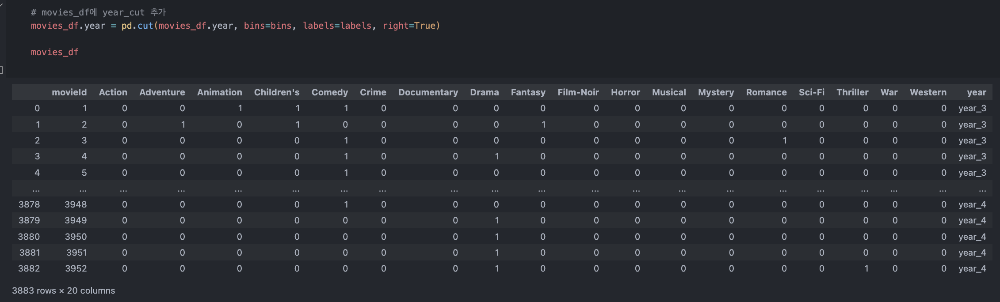 # movies_df에 year_cut 추가
movies_df.year = pd.cut(movies_df.year, bins=bins, labels=labels, right=True)
movies_df
movieId Action Adventure Animation Children's Comedy Crime Documentary Drama Fantasy Film-Noir Horror Musical Mystery Romance Sci-Fi Thriller War Western year
0 1 0 0 1 1 1 0 0 0 0 0 0 0 0 0 0 0 0 0 year_3
1 2 0 1 0 1 0 0 0 0 1 0 0 0 0 0 0 0 0 0 year_3
2 3 0 0 0 0 1 0 0 0 0 0 0 0 0 1 0 0 0 0 year_3
3 4 0 0 0 0 1 0 0 1 0 0 0 0 0 0 0 0 0 0 year_3
4 5 0 0 0 0 1 0 0 0 0 0 0 0 0 0 0 0 0 0 year_3
... ... ... ... ... ... ... ... ... ... ... ... ... ... ... ... ... ... ... ... ... ...
3878 3948 0 0 0 0 1 0 0 0 0 0 0 0 0 0 0 0 0 0 year_4
3879 3949 0 0 0 0 0 0 0 1 0 0 0 0 0 0 0 0 0 0 year_4
3880 3950 0 0 0 0 0 0 0 1 0 0 0 0 0 0 0 0 0 0 year_4
3881 3951 0 0 0 0 0 0 0 1 0 0 0 0 0 0 0 0 0 0 year_4
3882 3952 0 0 0 0 0 0 0 1 0 0 0 0 0 0 0 1 0 0 year_4
3883 rows × 20 columns